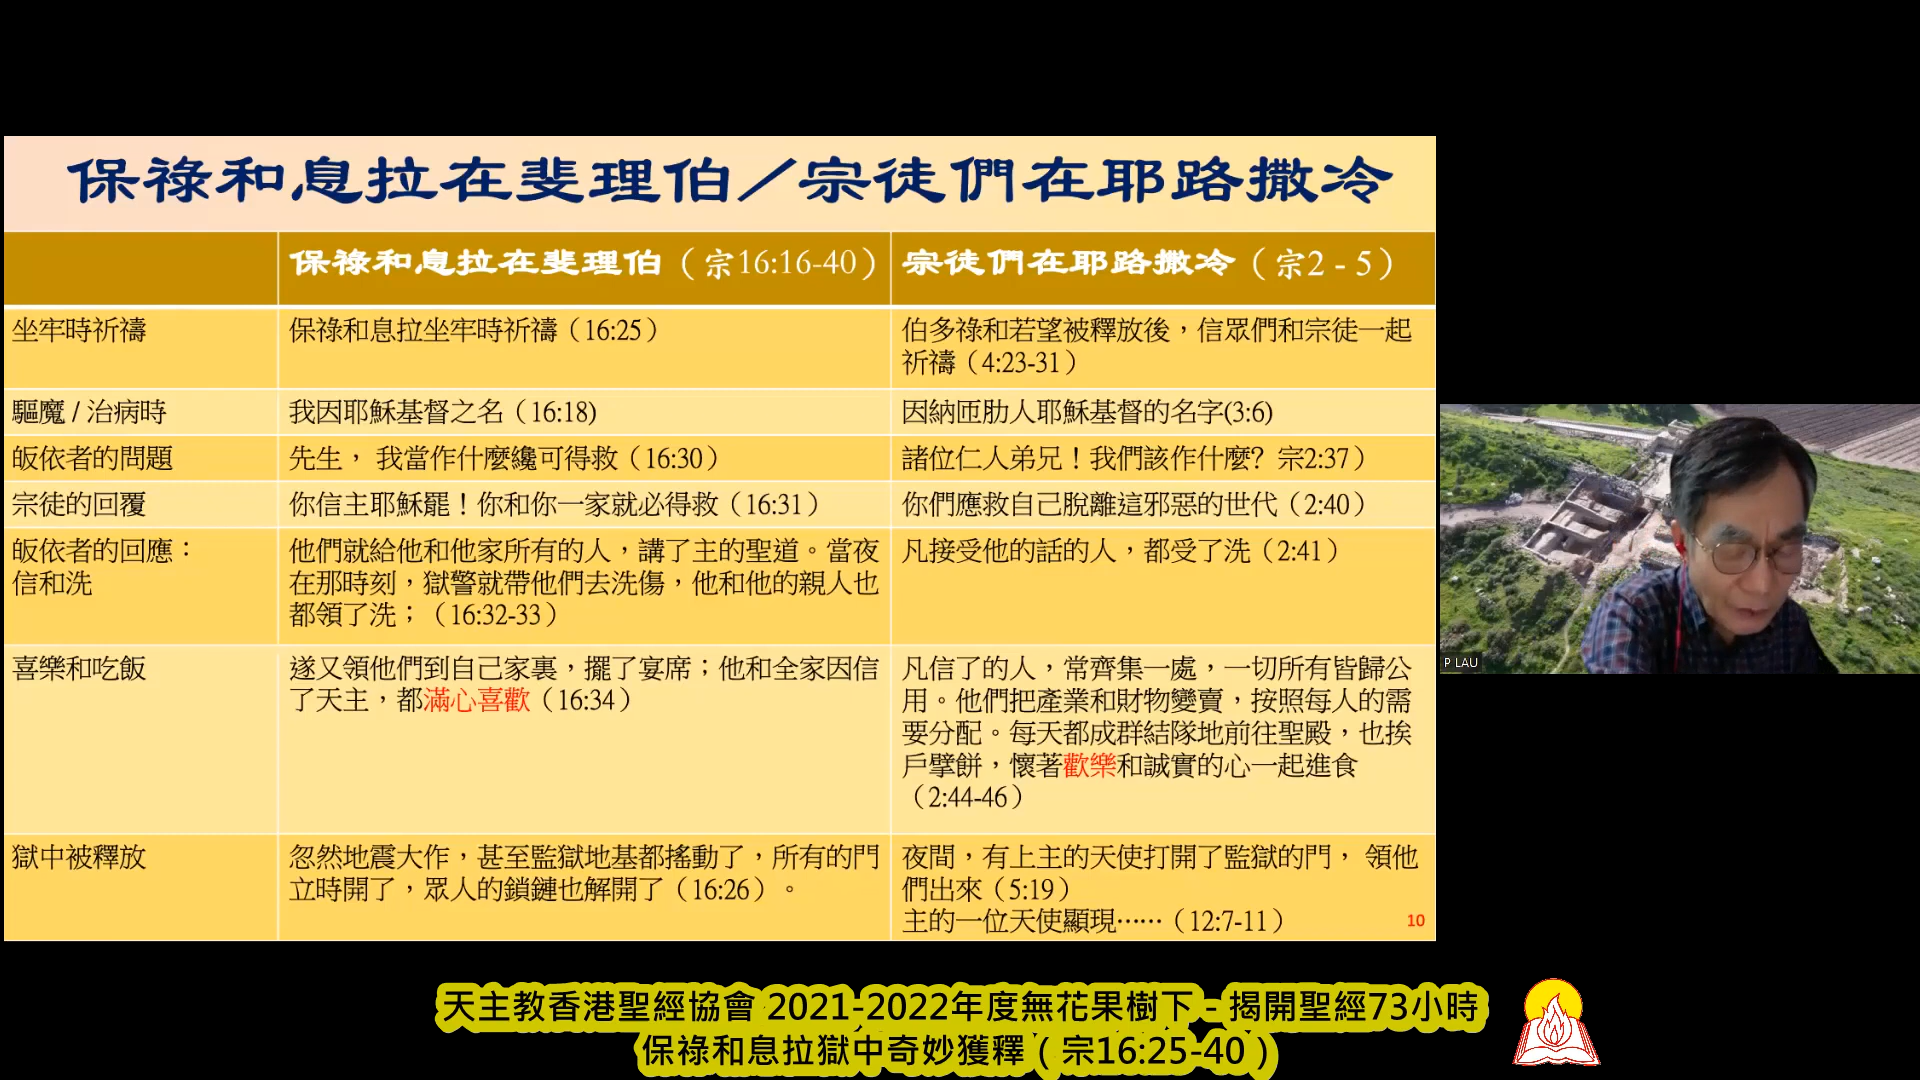 保祿和息拉在斐理伯／宗徒們在耶路撒冷
保祿和息拉在斐理伯（宗16:16-40）
宗徒們在耶路撒冷（宗2 - 5）
坐牢時祈禱
保祿和息拉坐牢時祈禱（16:25）
伯多祿和若望被釋放後，信眾們和宗徒一起
祈禱（4:23-31）
驅魔 / 治病時
我因耶穌基督之名（16:18)
因納匝肋人耶穌基督的名字(3:6)
皈依者的問題
先生， 我當作什麼纔可得救（16:30）
諸位仁人弟兄！我們該作什麼? 宗2:37）
宗徒的回覆
你信主耶穌罷！你和你一家就必得救（16:31）
你們應救自己脫離這邪惡的世代（2:40）
皈依者的回應：
信和洗
他們就給他和他家所有的人，講了主的聖道。當夜
在那時刻，獄警就帶他們去洗傷，他和他的親人也
都領了洗；（16:32-33）
凡接受他的話的人，都受了洗（2:41）
喜樂和吃飯
遂又領他們到自己家裏，擺了宴席；他和全家因信
了天主，都滿心喜歡（16:34）
凡信了的人，常齊集一處，一切所有皆歸公
用。他們把產業和財物變賣，按照每人的需
要分配。每天都成群結隊地前往聖殿，也挨
戶擘餅，懷著歡樂和誠實的心一起進食
（2:44-46）
獄中被釋放
忽然地震大作，甚至監獄地基都搖動了，所有的門
立時開了，眾人的鎖鏈也解開了（16:26）。
夜間，有上主的天使打開了監獄的門， 領他
們出來（5:19）
主的一位天使顯現……（12:7-11）
10
P LAU
天主教香港聖經協會 2021-2022年度無花果樹下 - 揭開聖經73小時
保祿和息拉獄中奇妙獲釋（宗16:25-40）